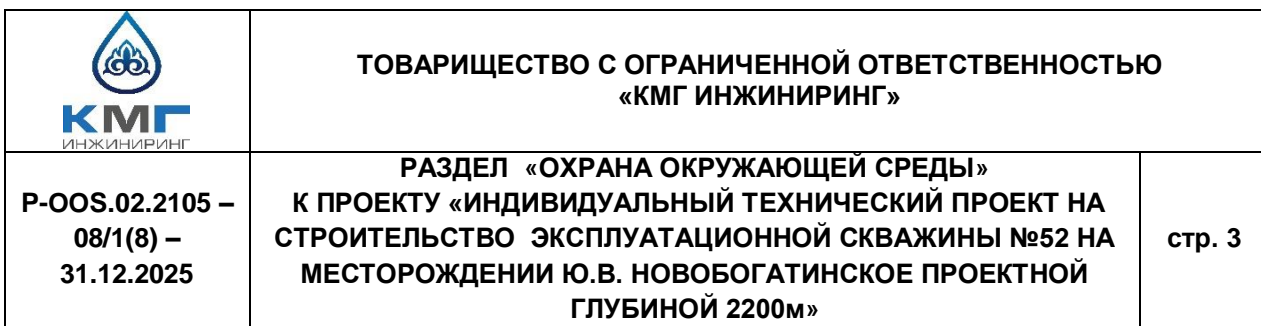 КМГ
ИНЖИНИРИНГ
ТОВАРИЩЕСТВО С ОГРАНИЧЕННОЙ ОТВЕТСТВЕННОСТЬЮ
«КМГ ИНЖИНИРИНГ»
P-OOS.02.2105 –
08/1(8) –
31.12.2025
РАЗДЕЛ «ОХРАНА ОКРУЖАЮЩЕЙ СРЕДЫ»
К ПРОЕКТУ «ИНДИВИДУАЛЬНЫЙ ТЕХНИЧЕСКИЙ ПРОЕКТ НА
СТРОИТЕЛЬСТВО ЭКСПЛУАТАЦИОННОЙ СКВАЖИНЫ №52 НА
МЕСТОРОЖДЕНИИ Ю.В. НОВОБОГАТИНСКОЕ ПРОЕКТНОЙ
ГЛУБИНОЙ 2200м»
стр. 3